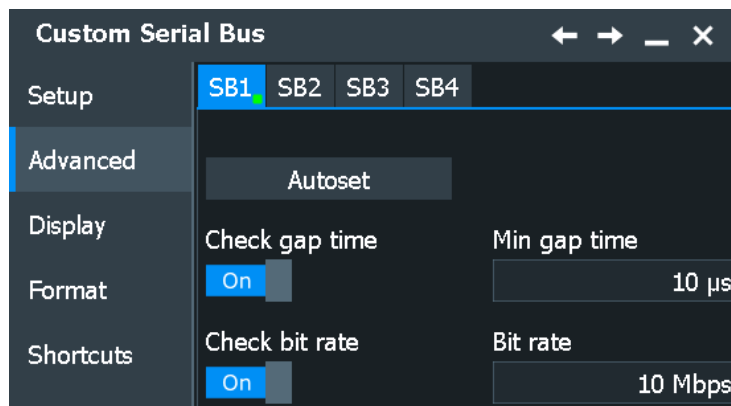 Custom Serial Bus
Setup
Advanced
Display
Format
Shortcuts
SB1 SB2 SB3 SB4
Autoset
Check gap time Min gap time
On 10 µs
Check bit rate Bit rate
On 10 Mbps